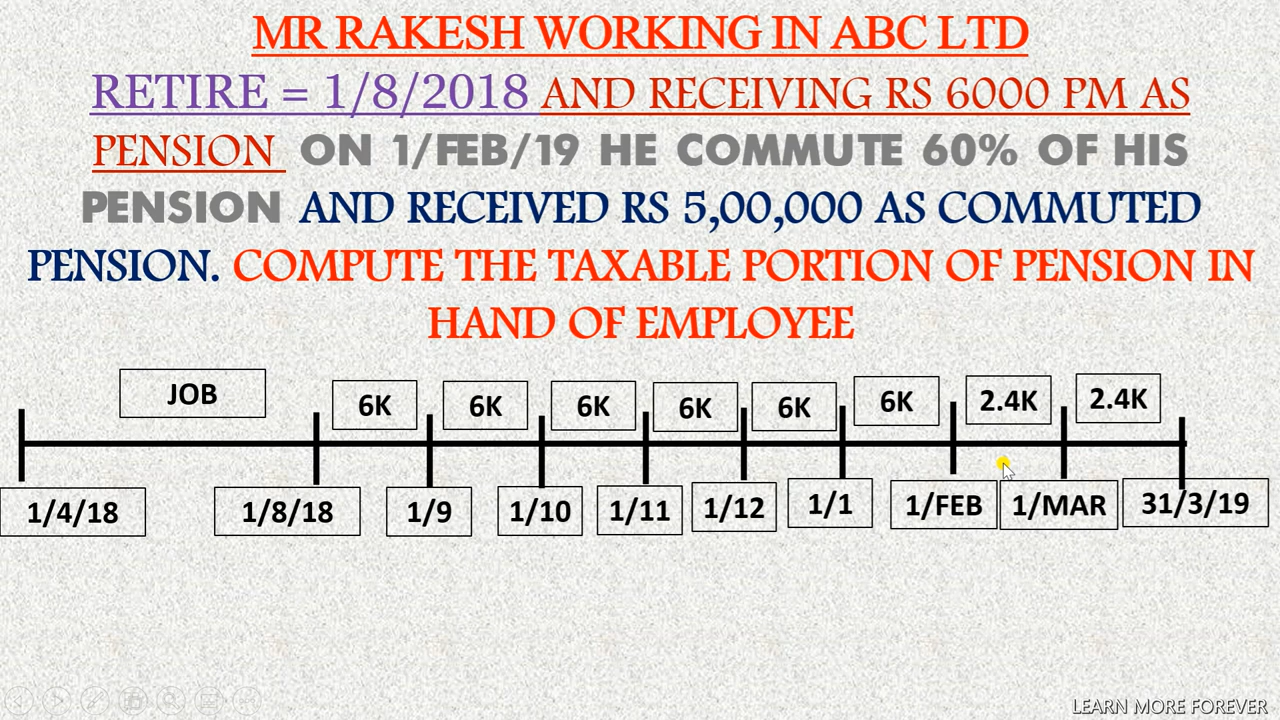 MR RAKESH WORKING IN ABC LTD
RETIRE = 1/8/2018 AND RECEIVING RS 6000 PM AS
PENSION ON 1/FEB/19 HE COMMUTE 60% OF HIS
PENSION AND RECEIVED RS 5,00,000 AS COMMUTED
PENSION. COMPUTE THE TAXABLE PORTION OF PENSION IN
HAND OF EMPLOYEE
JOB 6K 6K 6K 6K 6K 6K 2.4K 2.4K
1/4/18 1/8/18 1/9 1/10 1/11 1/12 1/1 1/FEB 1/MAR 31/3/19
LEARN MORE FOREVER